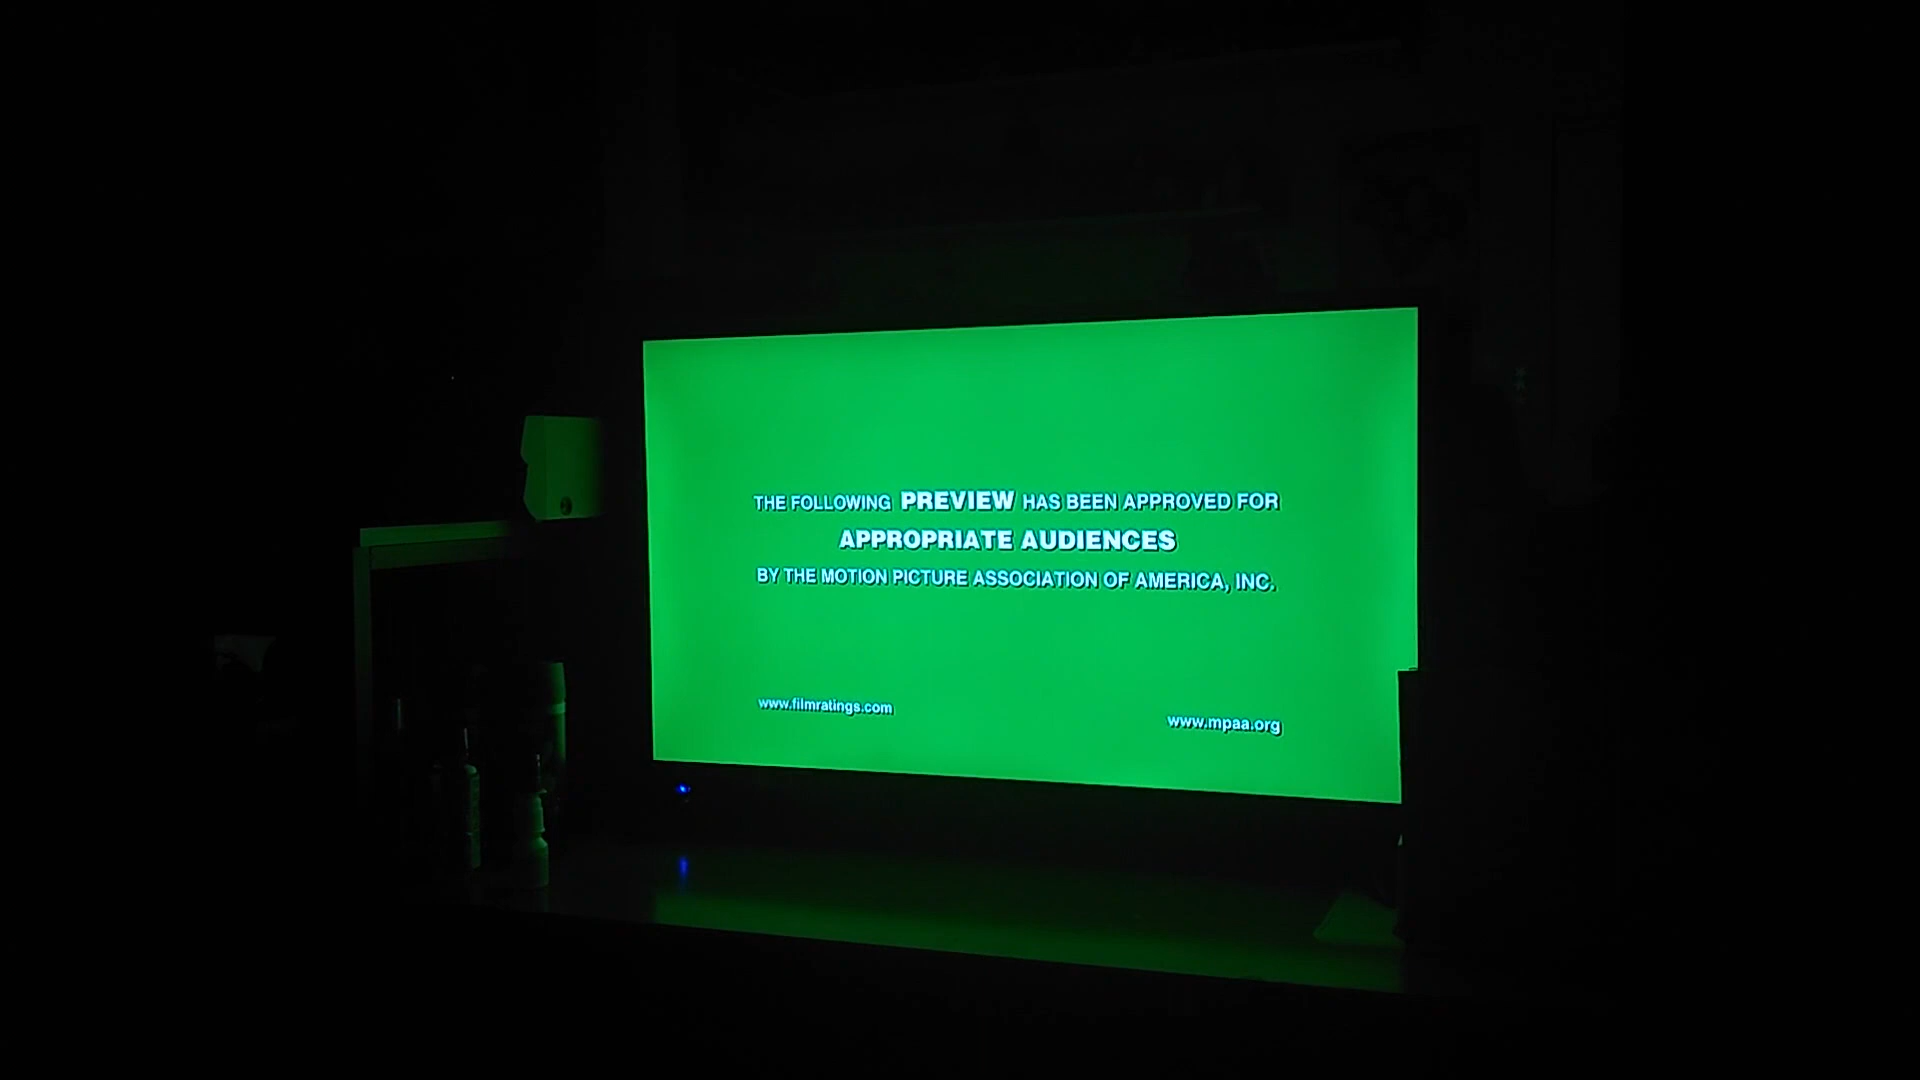 THE FOLLOWING PREVIEW HAS BEEN APPROVED FOR
APPROPRIATE AUDIENCES
BY THE MOTION PICTURE ASSOCIATION OF AMERICA, INC.
www.filmratings.com
www.mpaa.org